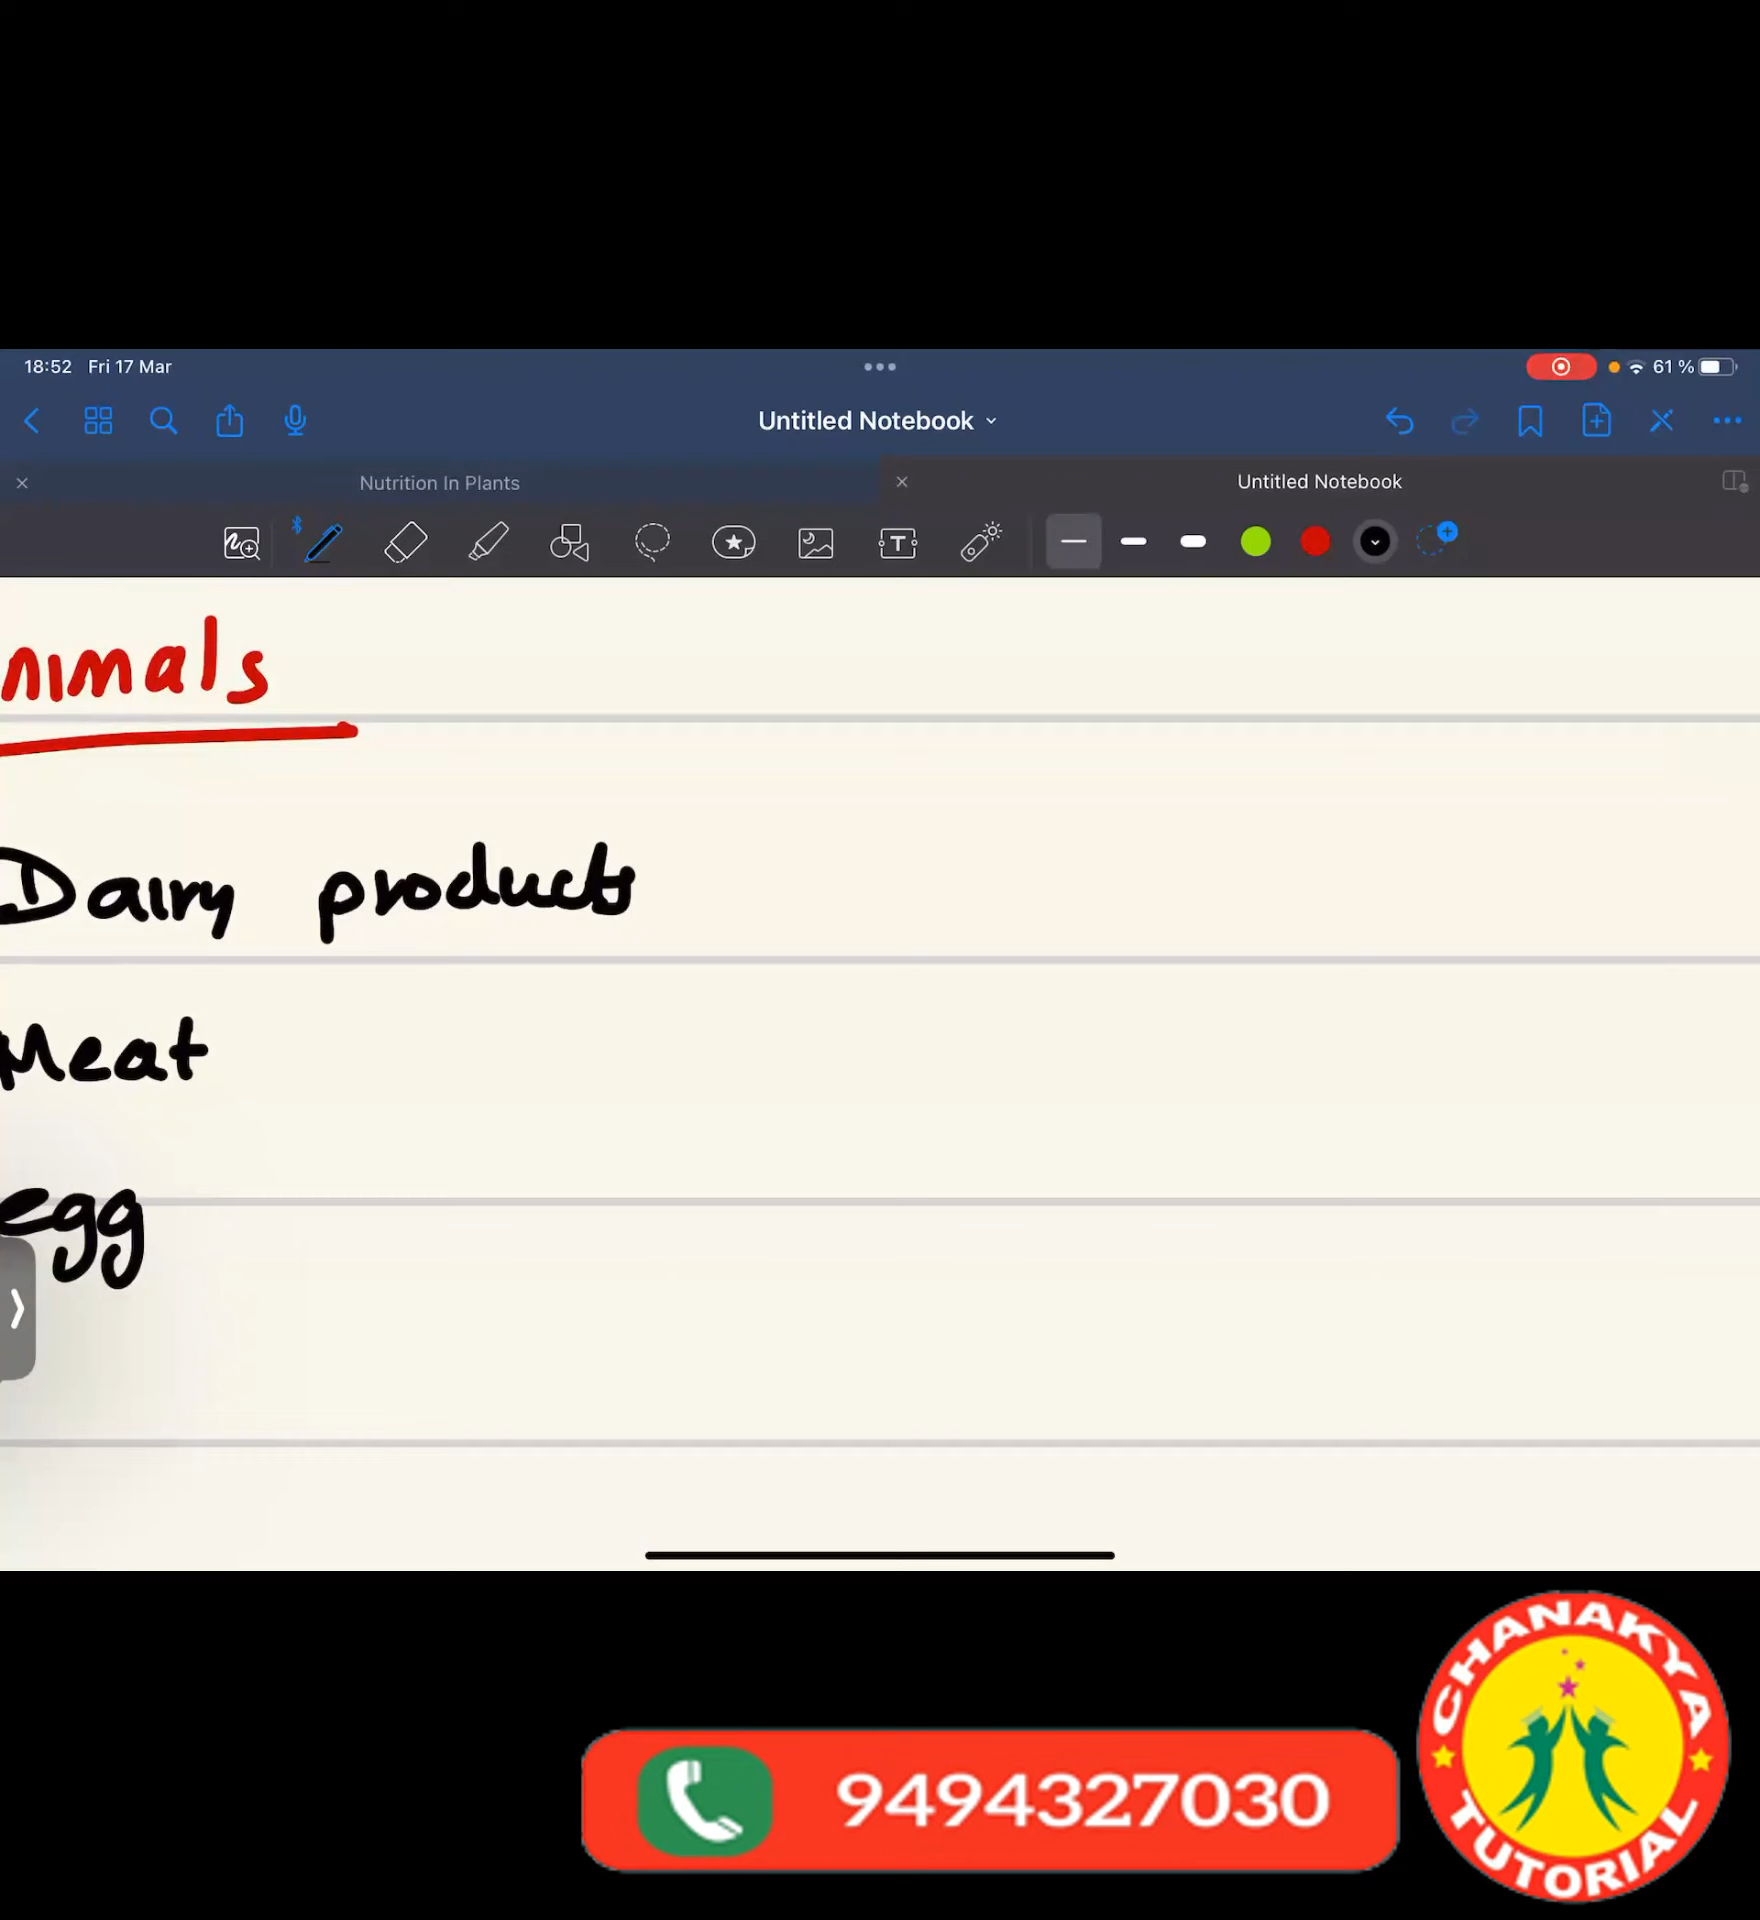 18:52 Fri 17 Mar
61 %
Untitled Notebook
Nutrition In Plants
Untitled Notebook
T
nimals
Dairy products
Meat
egg
9494327030
CHANAKYA
TUTORIAL